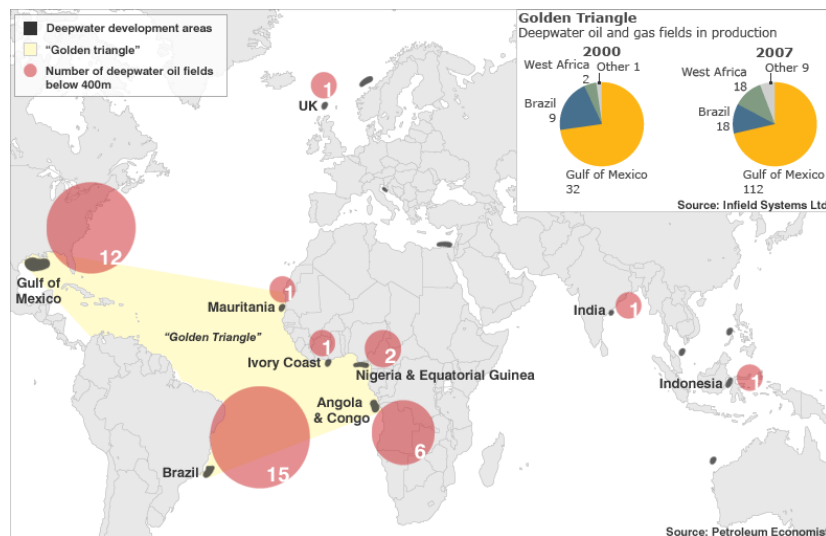 Deepwater development areas
“Golden triangle”
Number of deepwater oil fields
below 400m
Golden Triangle
Deepwater oil and gas fields in production
2000
2007
West Africa
2
Other 1
Brazil
9
Gulf of Mexico
32
West Africa
18
Other 9
Brazil
18
Gulf of Mexico
112
Source: Infield Systems Ltd
1
UK
12
Gulf of
Mexico
1
Mauritania
“Golden Triangle”
1
Ivory Coast
2
Nigeria & Equatorial Guinea
India
1
Indonesia
1
Angola
& Congo
6
Brazil
15
Source: Petroleum Economist